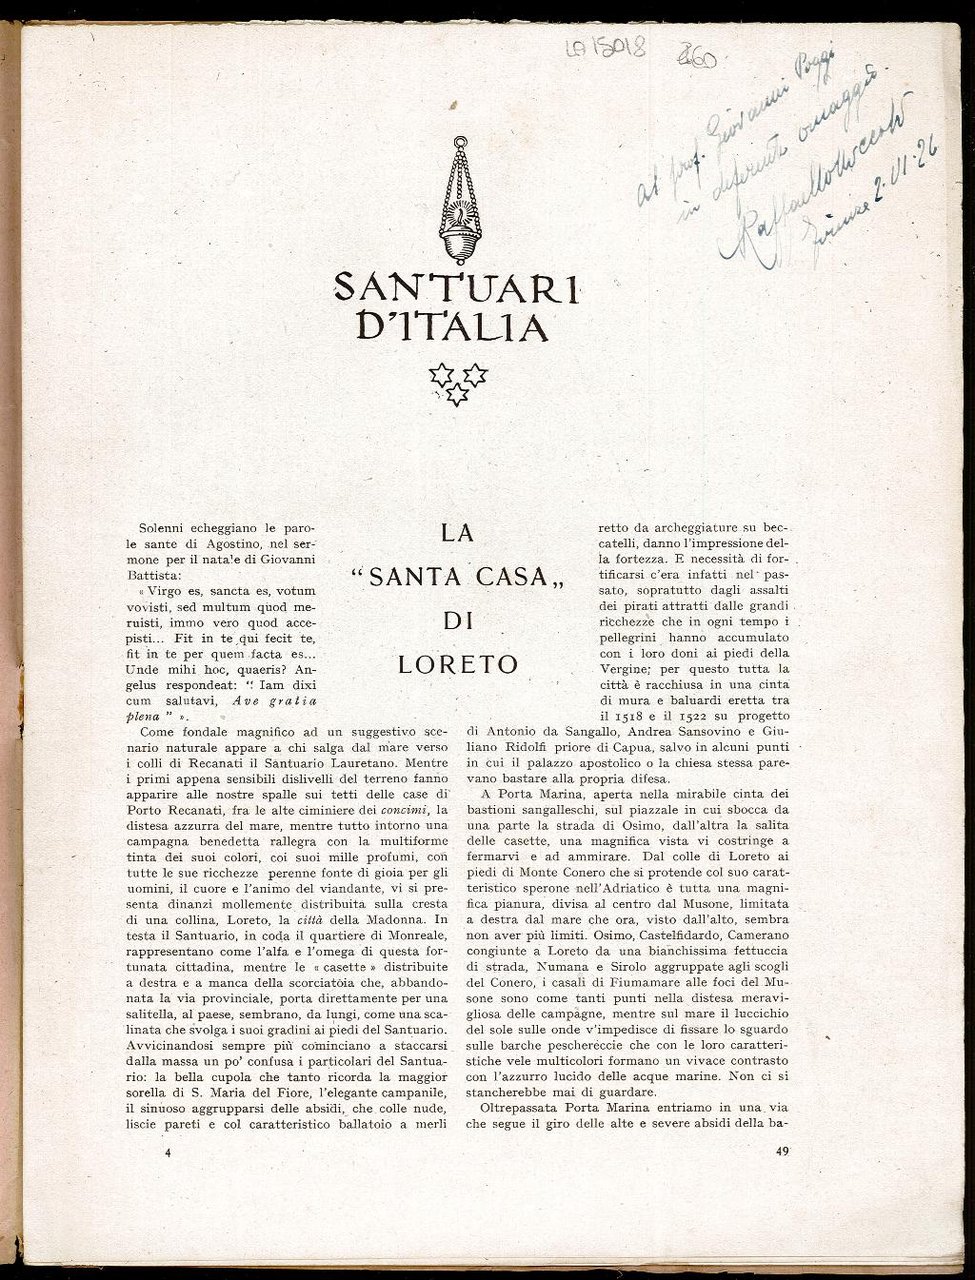 LA 15018
260
Al prof. Giovanni Poggi
in deferente omaggio.
Firenze 2·VI·26
SANTUARI
D'ITALIA
LA
“SANTA CASA„
DI
LORETO
Solenni echeggiano le paro-
le sante di Agostino, nel ser-
mone per il natale di Giovanni
Battista:
« Virgo es, sancta es, votum
vovisti, sed multum quod me-
ruisti, immo vero quod acce-
pisti... Fit in te qui fecit te,
fit in te per quem facta es...
Unde mihi hoc, quaeris? An-
gelus respondeat: “ Iam dixi
cum salutavi, Ave gratia
plena ” ».
Come fondale magnifico ad un suggestivo sce-
nario naturale appare a chi salga dal mare verso
i colli di Recanati il Santuario Lauretano. Mentre
i primi appena sensibili dislivelli del terreno fanno
apparire alle nostre spalle sui tetti delle case di
Porto Recanati, fra le alte ciminiere dei concimi, la
distesa azzurra del mare, mentre tutto intorno una
campagna benedetta rallegra con la multiforme
tinta dei suoi colori, coi suoi mille profumi, con
tutte le sue ricchezze perenne fonte di gioia per gli
uomini, il cuore e l'animo del viandante, vi si pre-
senta dinanzi mollemente distribuita sulla cresta
di una collina, Loreto, la città della Madonna. In
testa il Santuario, in coda il quartiere di Monreale,
rappresentano come l'alfa e l'omega di questa for-
tunata cittadina, mentre le « casette » distribuite
a destra e a manca della scorciatoia che, abbando-
nata la via provinciale, porta direttamente per una
salitella, al paese, sembrano, da lungi, come una sca-
linata che svolga i suoi gradini ai piedi del Santuario.
Avvicinandosi sempre più cominciano a staccarsi
dalla massa un po' confusa i particolari del Santua-
rio: la bella cupola che tanto ricorda la maggior
sorella di S. Maria del Fiore, l'elegante campanile,
il sinuoso aggrupparsi delle absidi, che colle nude,
liscie pareti e col caratteristico ballatoio a merli
retto da archeggiature su bec-
catelli, danno l'impressione del-
la fortezza. E necessità di for-
tificarsi c'era infatti nel pas-
sato, sopratutto dagli assalti
dei pirati attratti dalle grandi
ricchezze che in ogni tempo i
pellegrini hanno accumulato
con i loro doni ai piedi della
Vergine; per questo tutta la
città è racchiusa in una cinta
di mura e baluardi eretta tra
il 1518 e il 1522 su progetto
di Antonio da Sangallo, Andrea Sansovino e Giu-
liano Ridolfi priore di Capua, salvo in alcuni punti
in cui il palazzo apostolico o la chiesa stessa pare-
vano bastare alla propria difesa.
A Porta Marina, aperta nella mirabile cinta dei
bastioni sangalleschi, sul piazzale in cui sbocca da
una parte la strada di Osimo, dall'altra la salita
delle casette, una magnifica vista vi costringe a
fermarvi e ad ammirare. Dal colle di Loreto ai
piedi di Monte Conero che si protende col suo carat-
teristico sperone nell'Adriatico è tutta una magni-
fica pianura, divisa al centro dal Musone, limitata
a destra dal mare che ora, visto dall'alto, sembra
non aver più limiti. Osimo, Castelfidardo, Camerano
congiunte a Loreto da una bianchissima fettuccia
di strada, Numana e Sirolo aggruppate agli scogli
del Conero, i casali di Fiumamare alle foci del Mu-
sone sono come tanti punti nella distesa meravi-
gliosa delle campagne, mentre sul mare il luccichio
del sole sulle onde v'impedisce di fissare lo sguardo
sulle barche peschereccie che con le loro caratteri-
stiche vele multicolori formano un vivace contrasto
con l'azzurro lucido delle acque marine. Non ci si
stancherebbe mai di guardare.
Oltrepassata Porta Marina entriamo in una via
che segue il giro delle alte e severe absidi della ba-
4
49